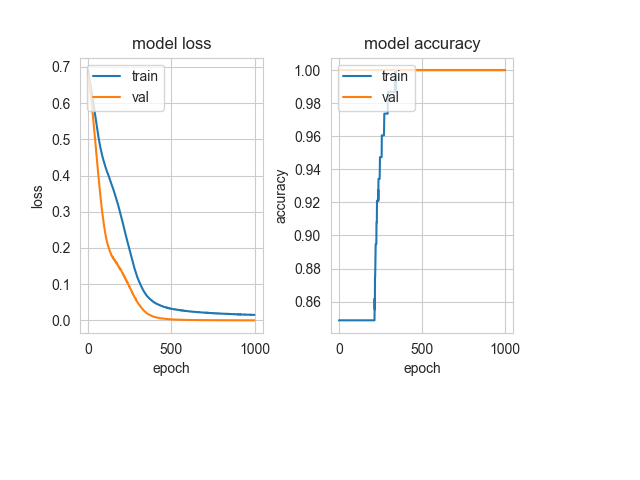 model loss
0.7
0.6
0.5
0.4
0.3
0.2
0.1
0.0
loss
0
500
1000
epoch
train
val
model accuracy
1.00
0.98
0.96
0.94
0.92
0.90
0.88
0.86
accuracy
0
500
1000
epoch
train
val